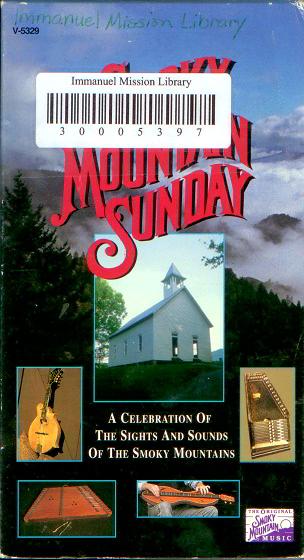 Immanuel Mission Library
V-5329
Immanuel Mission Library
30005397
SMOKY
MOUNTAIN
SUNDAY
A CELEBRATION OF
THE SIGHTS AND SOUNDS
OF THE SMOKY MOUNTAINS
THE ORIGINAL
SMOKY
MOUNTAIN
MUSIC